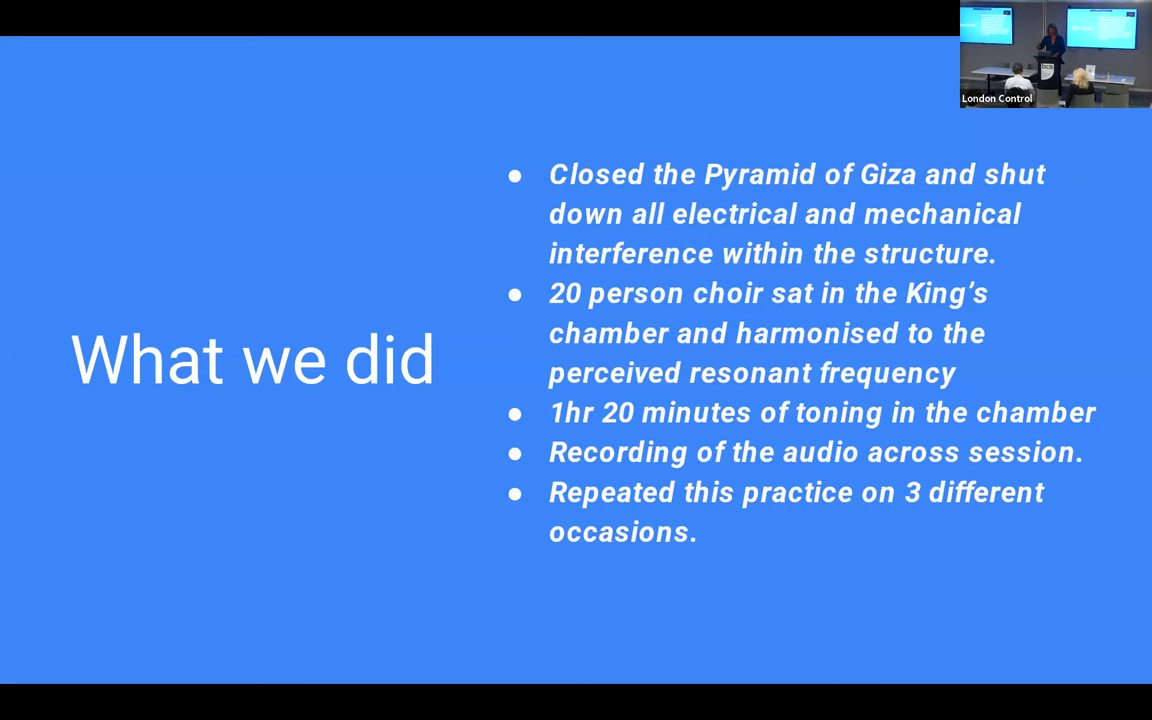 London Control
What we did
● Closed the Pyramid of Giza and shut
down all electrical and mechanical
interference within the structure.
● 20 person choir sat in the King’s
chamber and harmonised to the
perceived resonant frequency
● 1hr 20 minutes of toning in the chamber
● Recording of the audio across session.
● Repeated this practice on 3 different
occasions.